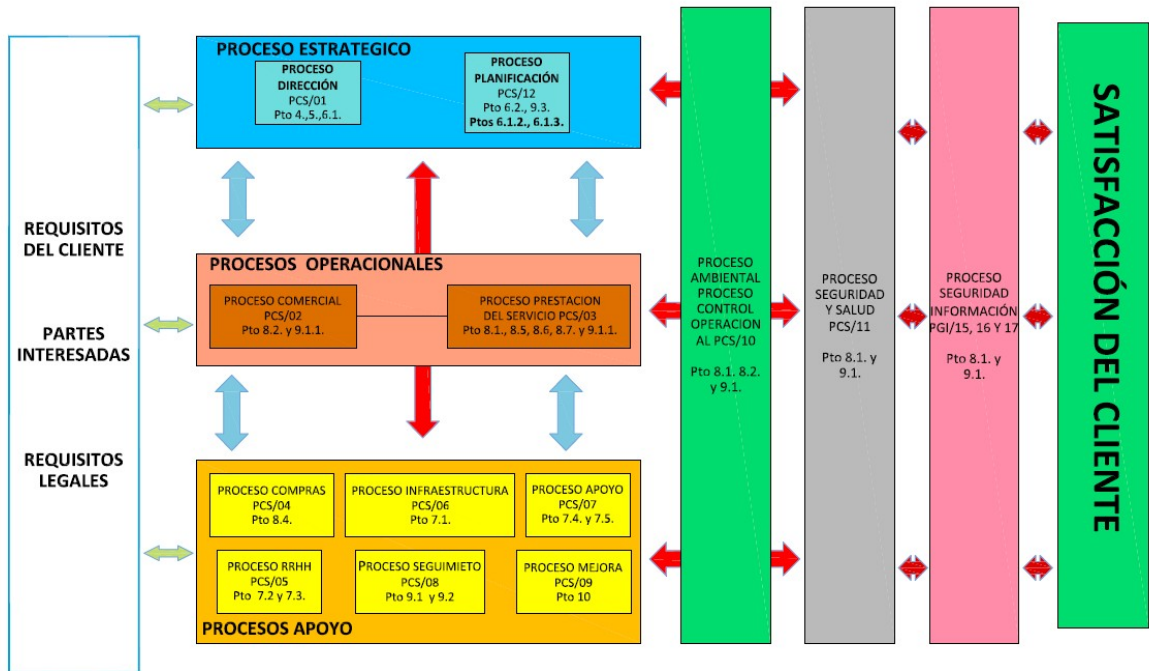 REQUISITOS
DEL CLIENTE
PARTES
INTERESADAS
REQUISITOS
LEGALES
PROCESO ESTRATEGICO
PROCESO
DIRECCIÓN
PCS/01
Pto 4.,5.,6.1.
PROCESO
PLANIFICACIÓN
PCS/12
Pto 6.2., 9.3.
Ptos 6.1.2., 6.1.3.
PROCESOS OPERACIONALES
PROCESO COMERCIAL
PCS/02
Pto 8.2. y 9.1.1.
PROCESO PRESTACION
DEL SERVICIO PCS/03
Pto 8.1., 8.5, 8.6, 8.7. y 9.1.1.
PROCESO COMPRAS
PCS/04
Pto 8.4.
PROCESO INFRAESTRUCTURA
PCS/06
Pto 7.1.
PROCESO APOYO
PCS/07
Pto 7.4. y 7.5.
PROCESO RRHH
PCS/05
Pto 7.2 y 7.3.
PROCESO SEGUIMIETO
PCS/08
Pto 9.1 y 9.2
PROCESO MEJORA
PCS/09
Pto 10
PROCESOS APOYO
PROCESO
AMBIENTAL
PROCESO
CONTROL
OPERACION
AL PCS/10
Pto 8.1. 8.2.
y 9.1.
PROCESO
SEGURIDAD
Y SALUD
PCS/11
Pto 8.1. y
9.1.
PROCESO
SEGURIDAD
INFORMACIÓN
PGI/15, 16 Y 17
Pto 8.1. y
9.1.
SATISFACCIÓN DEL CLIENTE